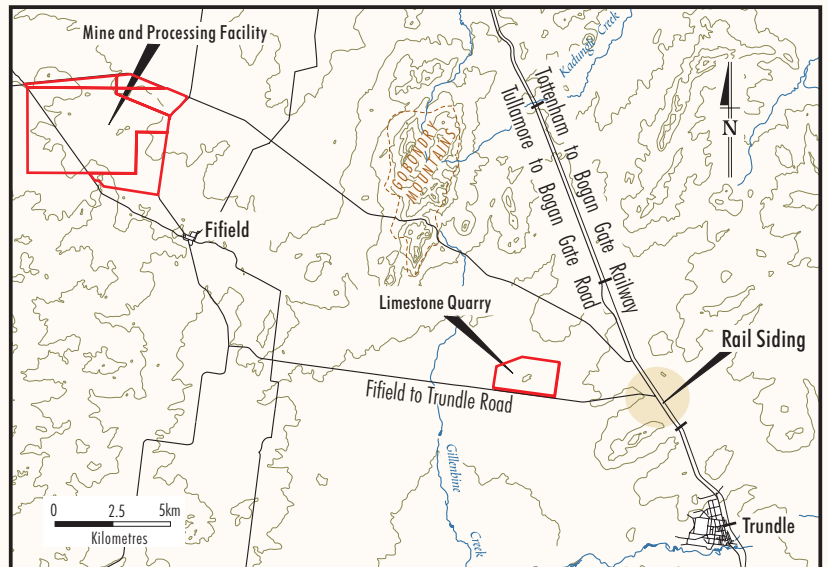 Mine and Processing Facility
Kadungle Creek
Tottenham to Bogan Gate Railway
Tullamore to Bogan Gate Road
GOBONDRY
MOUNTAINS
N
Fifield
Limestone Quarry
Rail Siding
Fifield to Trundle Road
Gillenbine
Creek
0 2.5 5km
Kilometres
Trundle